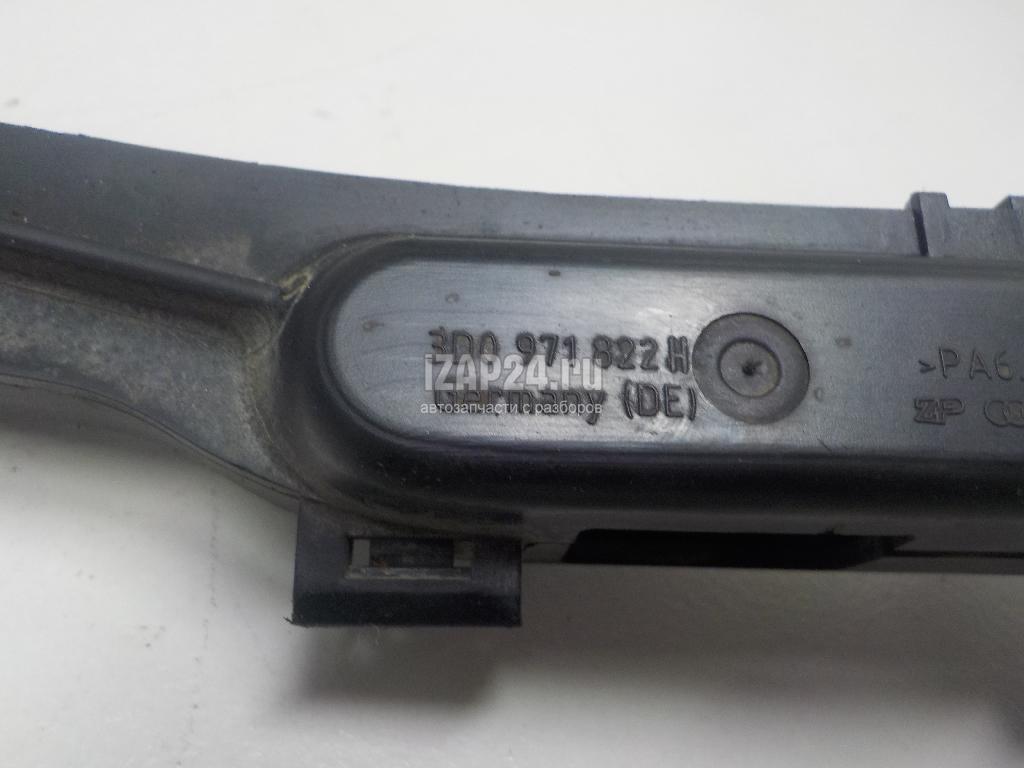 3D0 971 822 H
iZAP24.ru
Germany (DE)
автозапчасти с разборов
>PA6.